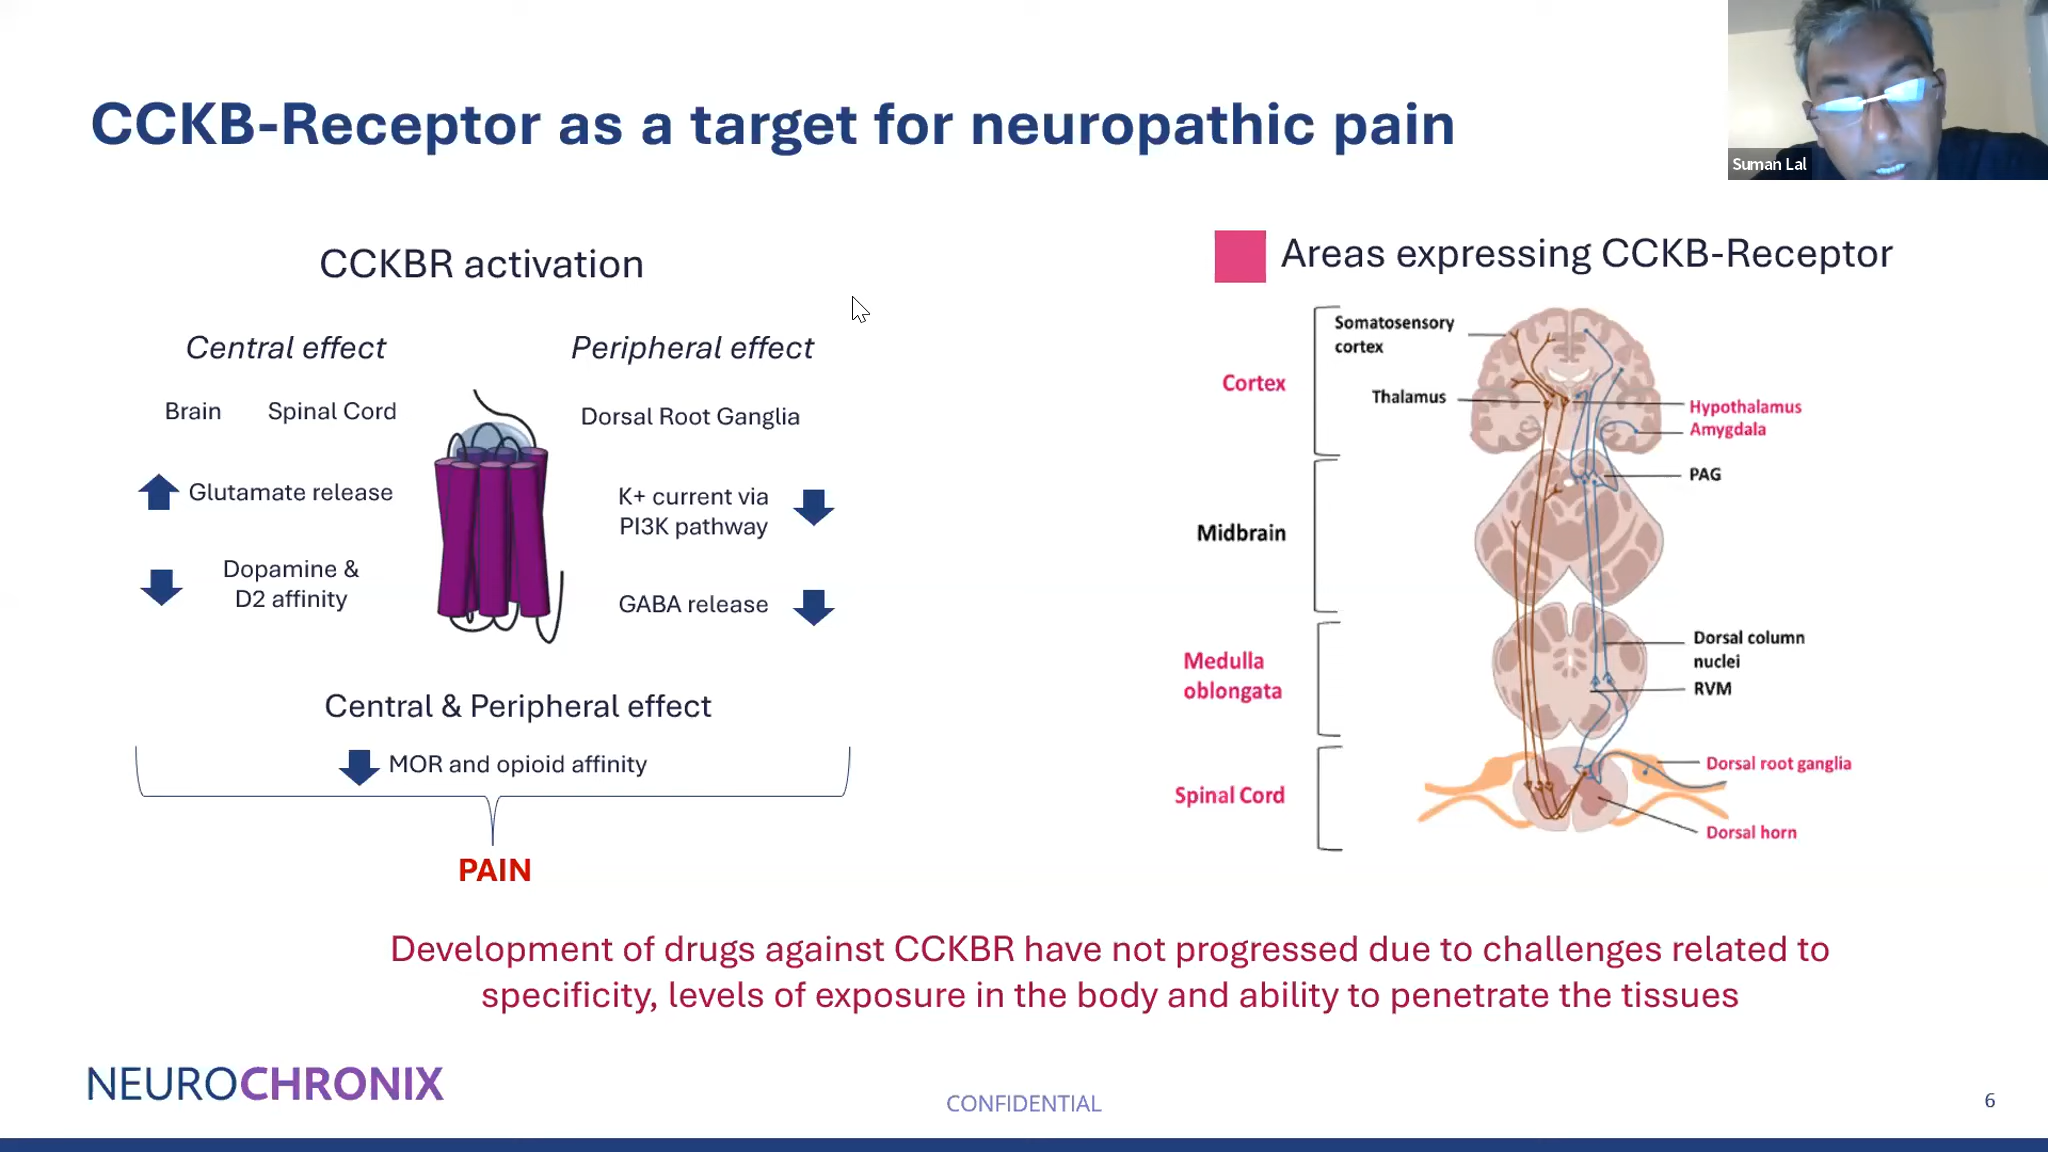 CCKB-Receptor as a target for neuropathic pain
Suman Lal
CCKBR activation
Central effect
Peripheral effect
Brain
Spinal Cord
Dorsal Root Ganglia
Glutamate release
K+ current via
PI3K pathway
Dopamine &
D2 affinity
GABA release
Central & Peripheral effect
MOR and opioid affinity
PAIN
Areas expressing CCKB-Receptor
Somatosensory
cortex
Cortex
Thalamus
Hypothalamus
Amygdala
PAG
Midbrain
Dorsal column
nuclei
RVM
Medulla
oblongata
Dorsal root ganglia
Spinal Cord
Dorsal horn
Development of drugs against CCKBR have not progressed due to challenges related to
specificity, levels of exposure in the body and ability to penetrate the tissues
NEUROCHRONIX
CONFIDENTIAL
6